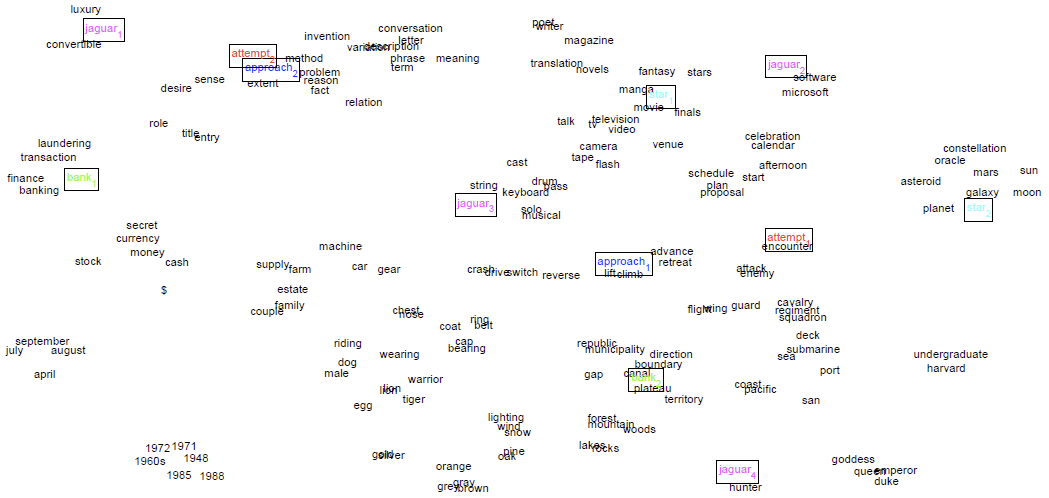 luxury
jaguar1
convertible
invention
conversation
letter
variation
description
attempt2
method
phrase
meaning
term
approach2
problem
sense
extent
reason
fact
desire
relation
role
title
entry
poet
writer
magazine
translation
novels
fantasy
stars
manga
star1
movie
finals
talk
tv
television
video
venue
camera
tape
flash
cast
jaguar2
software
microsoft
celebration
calendar
afternoon
schedule
start
plan
proposal
constellation
oracle
mars
sun
asteroid
galaxy
moon
planet
star2
laundering
transaction
finance
bank1
banking
string
drum
bass
keyboard
jaguar3
solo
musical
secret
currency
money
stock
cash
$
machine
supply
farm
car
gear
crash
drive
switch
reverse
estate
family
couple
approach1
lift
climb
advance
retreat
attempt1
encounter
attack
enemy
flight
wing
guard
cavalry
regiment
squadron
deck
submarine
sea
port
chest
nose
ring
coat
belt
cap
bearing
riding
wearing
dog
male
warrior
lion
tiger
egg
republic
municipality
direction
boundary
gap
canal
plateau
territory
coast
pacific
san
undergraduate
harvard
september
july
august
april
1972
1971
1960s
1948
1985
1988
lighting
wind
snow
forest
mountain
woods
lakes
rocks
pine
oak
gold
silver
orange
gray
grey
brown
jaguar4
hunter
goddess
queen
emperor
duke